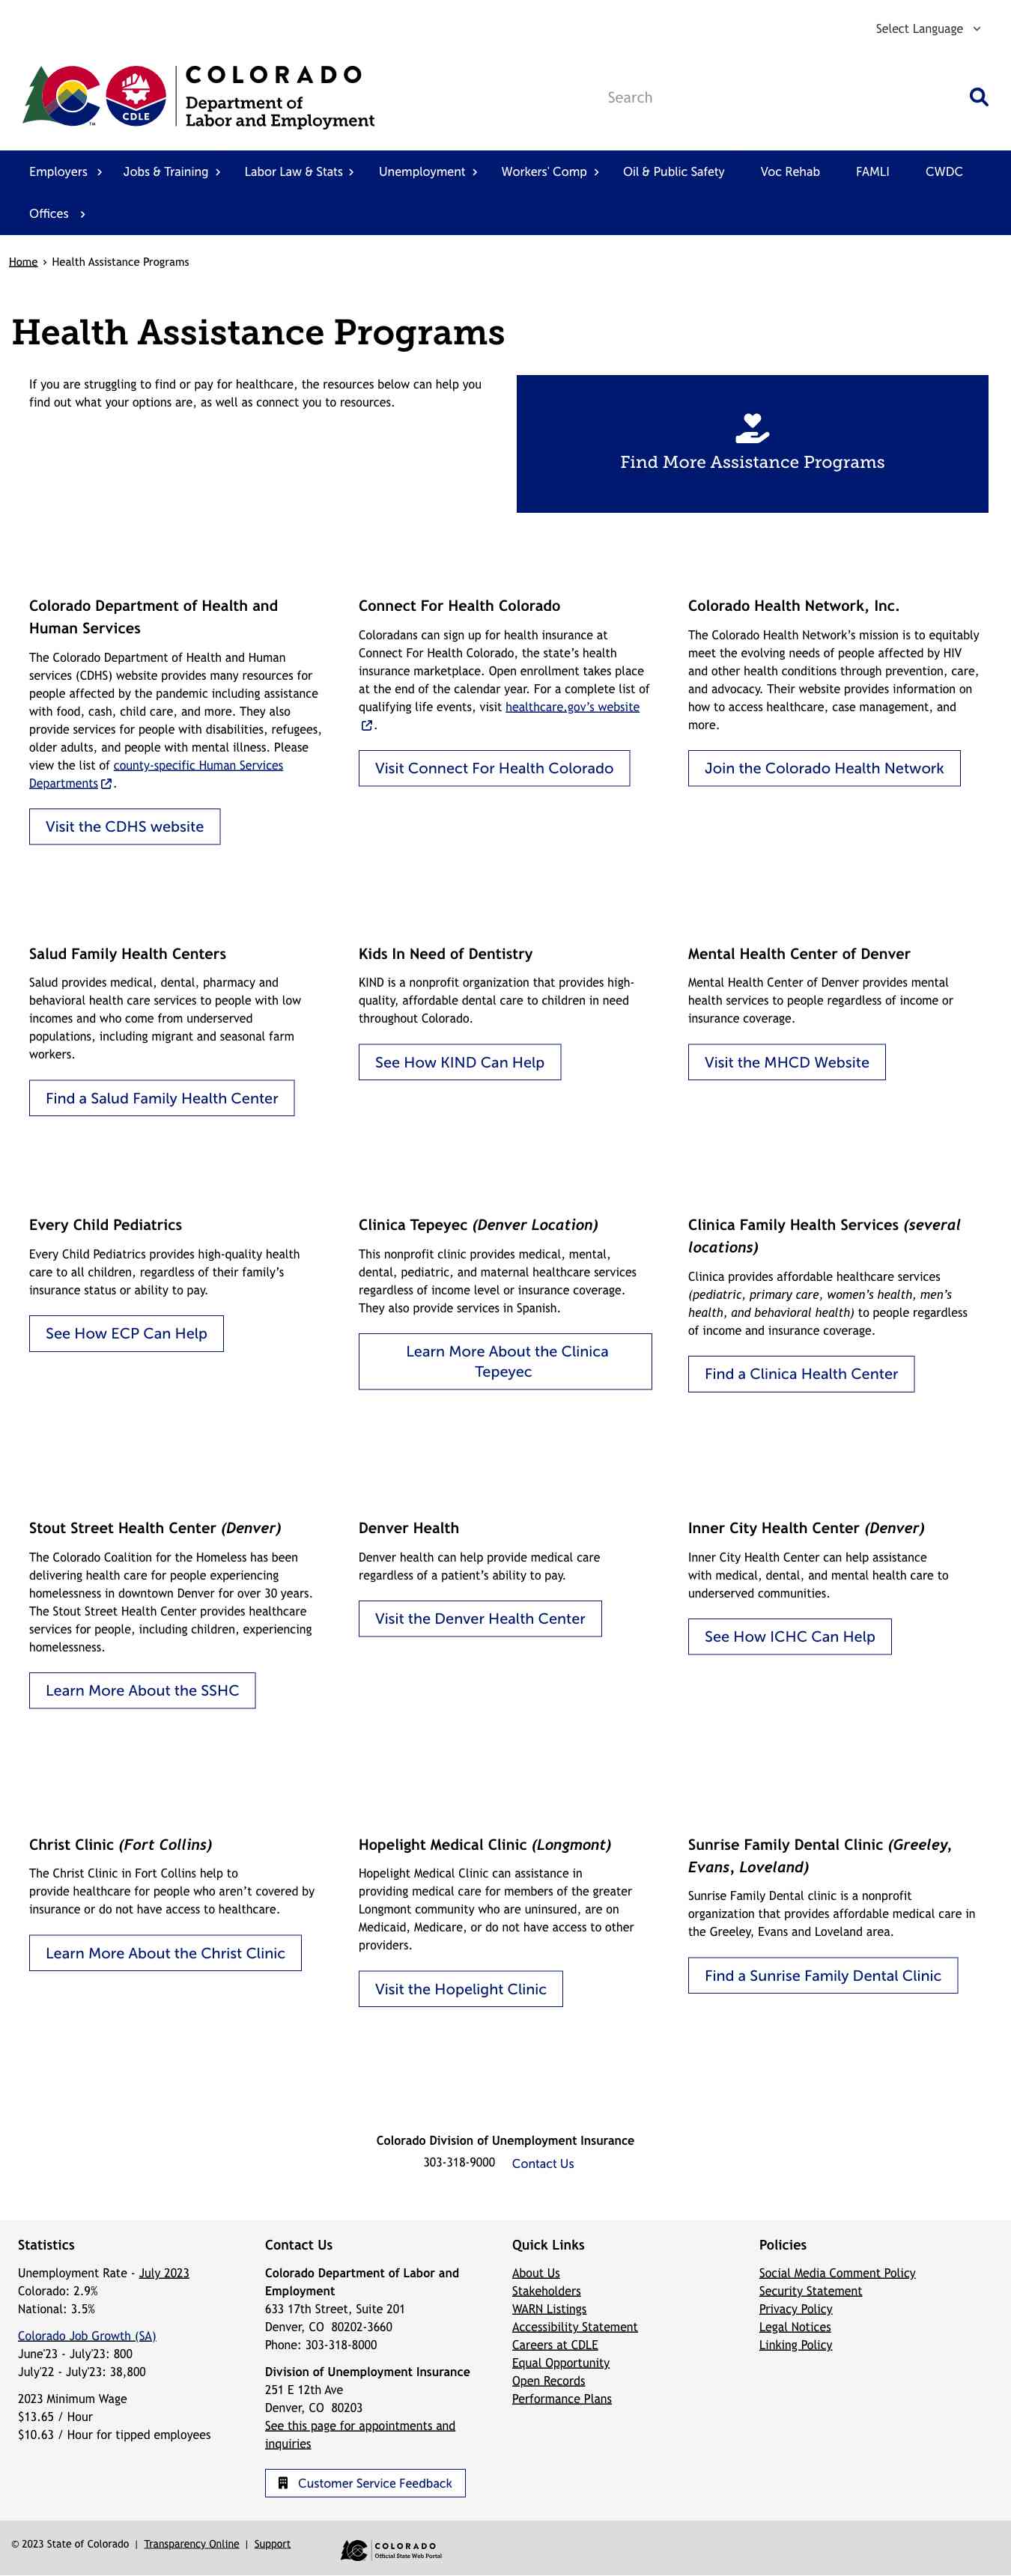 Select Language
COLORADO
Department of
Labor and Employment
TM
CDLE
Search
Employers
Jobs & Training
Labor Law & Stats
Unemployment
Workers' Comp
Oil & Public Safety
Voc Rehab
FAMLI
CWDC
Offices
Home › Health Assistance Programs
Health Assistance Programs
If you are struggling to find or pay for healthcare, the resources below can help you
find out what your options are, as well as connect you to resources.
Find More Assistance Programs
Colorado Department of Health and
Human Services
The Colorado Department of Health and Human
services (CDHS) website provides many resources for
people affected by the pandemic including assistance
with food, cash, child care, and more. They also
provide services for people with disabilities, refugees,
older adults, and people with mental illness. Please
view the list of county-specific Human Services
Departments.
Visit the CDHS website
Connect For Health Colorado
Coloradans can sign up for health insurance at
Connect For Health Colorado, the state’s health
insurance marketplace. Open enrollment takes place
at the end of the calendar year. For a complete list of
qualifying life events, visit healthcare.gov’s website
.
Visit Connect For Health Colorado
Colorado Health Network, Inc.
The Colorado Health Network’s mission is to equitably
meet the evolving needs of people affected by HIV
and other health conditions through prevention, care,
and advocacy. Their website provides information on
how to access healthcare, case management, and
more.
Join the Colorado Health Network
Salud Family Health Centers
Salud provides medical, dental, pharmacy and
behavioral health care services to people with low
incomes and who come from underserved
populations, including migrant and seasonal farm
workers.
Find a Salud Family Health Center
Kids In Need of Dentistry
KIND is a nonprofit organization that provides high-
quality, affordable dental care to children in need
throughout Colorado.
See How KIND Can Help
Mental Health Center of Denver
Mental Health Center of Denver provides mental
health services to people regardless of income or
insurance coverage.
Visit the MHCD Website
Every Child Pediatrics
Every Child Pediatrics provides high-quality health
care to all children, regardless of their family’s
insurance status or ability to pay.
See How ECP Can Help
Clinica Tepeyec (Denver Location)
This nonprofit clinic provides medical, mental,
dental, pediatric, and maternal healthcare services
regardless of income level or insurance coverage.
They also provide services in Spanish.
Learn More About the Clinica
Tepeyec
Clinica Family Health Services (several
locations)
Clinica provides affordable healthcare services
(pediatric, primary care, women’s health, men’s
health, and behavioral health) to people regardless
of income and insurance coverage.
Find a Clinica Health Center
Stout Street Health Center (Denver)
The Colorado Coalition for the Homeless has been
delivering health care for people experiencing
homelessness in downtown Denver for over 30 years.
The Stout Street Health Center provides healthcare
services for people, including children, experiencing
homelessness.
Learn More About the SSHC
Denver Health
Denver health can help provide medical care
regardless of a patient’s ability to pay.
Visit the Denver Health Center
Inner City Health Center (Denver)
Inner City Health Center can help assistance
with medical, dental, and mental health care to
underserved communities.
See How ICHC Can Help
Christ Clinic (Fort Collins)
The Christ Clinic in Fort Collins help to
provide healthcare for people who aren’t covered by
insurance or do not have access to healthcare.
Learn More About the Christ Clinic
Hopelight Medical Clinic (Longmont)
Hopelight Medical Clinic can assistance in
providing medical care for members of the greater
Longmont community who are uninsured, are on
Medicaid, Medicare, or do not have access to other
providers.
Visit the Hopelight Clinic
Sunrise Family Dental Clinic (Greeley,
Evans, Loveland)
Sunrise Family Dental clinic is a nonprofit
organization that provides affordable medical care in
the Greeley, Evans and Loveland area.
Find a Sunrise Family Dental Clinic
Colorado Division of Unemployment Insurance
303-318-9000 Contact Us
Statistics
Unemployment Rate - July 2023
Colorado: 2.9%
National: 3.5%
Colorado Job Growth (SA)
June'23 - July'23: 800
July'22 - July'23: 38,800
2023 Minimum Wage
$13.65 / Hour
$10.63 / Hour for tipped employees
Contact Us
Colorado Department of Labor and
Employment
633 17th Street, Suite 201
Denver, CO 80202-3660
Phone: 303-318-8000
Division of Unemployment Insurance
251 E 12th Ave
Denver, CO 80203
See this page for appointments and
inquiries
Customer Service Feedback
Quick Links
About Us
Stakeholders
WARN Listings
Accessibility Statement
Careers at CDLE
Equal Opportunity
Open Records
Performance Plans
Policies
Social Media Comment Policy
Security Statement
Privacy Policy
Legal Notices
Linking Policy
© 2023 State of Colorado | Transparency Online | Support
COLORADO
Official State Web Portal